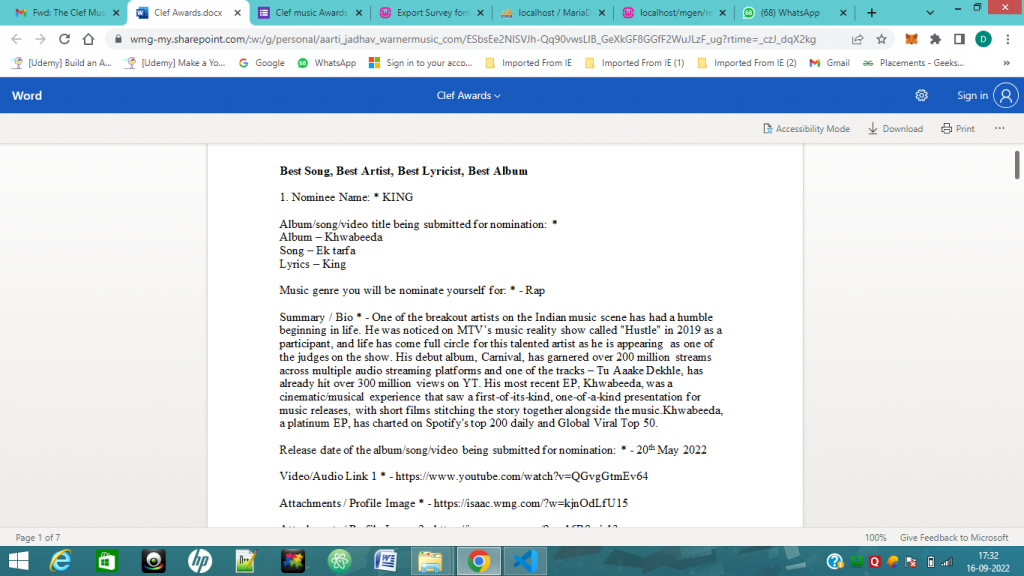 Fwd: The Clef Mus
Clef Awards.docx
Clef music Awards
Export Survey form
localhost / MariaD
localhost/mgen/re
(68) WhatsApp
wmg-my.sharepoint.com/:w:/g/personal/aarti_jadhav_warnermusic_com/ESbsEe2NISVJh-Qq90vwsLIB_GeXkGF8GGfF2WuJLzF_ug?rtime=_czJ_dqX2kg
D
[Udemy] Build an A...
[Udemy] Make a Yo...
Google
WhatsApp
Sign in to your acco...
Imported From IE
Imported From IE (1)
Imported From IE (2)
Gmail
Placements - Geeks...
Word
Clef Awards
Sign in
Accessibility Mode
Download
Print
Best Song, Best Artist, Best Lyricist, Best Album
1. Nominee Name: * KING
Album/song/video title being submitted for nomination: *
Album – Khwabeeda
Song – Ek tarfa
Lyrics – King
Music genre you will be nominate yourself for: * - Rap
Summary / Bio * - One of the breakout artists on the Indian music scene has had a humble
beginning in life. He was noticed on MTV's music reality show called "Hustle" in 2019 as a
participant, and life has come full circle for this talented artist as he is appearing as one of
the judges on the show. His debut album, Carnival, has garnered over 200 million streams
across multiple audio streaming platforms and one of the tracks – Tu Aaake Dekhle, has
already hit over 300 million views on YT. His most recent EP, Khwabeeda, was a
cinematic/musical experience that saw a first-of-its-kind, one-of-a-kind presentation for
music releases, with short films stitching the story together alongside the music.Khwabeeda,
a platinum EP, has charted on Spotify's top 200 daily and Global Viral Top 50.
Release date of the album/song/video being submitted for nomination: * - 20th May 2022
Video/Audio Link 1 * - https://www.youtube.com/watch?v=QGvgGtmEv64
Attachments / Profile Image * - https://isaac.wmg.com/?w=kjnOdLfU15
Page 1 of 7
100%
Give Feedback to Microsoft
17:32
16-09-2022